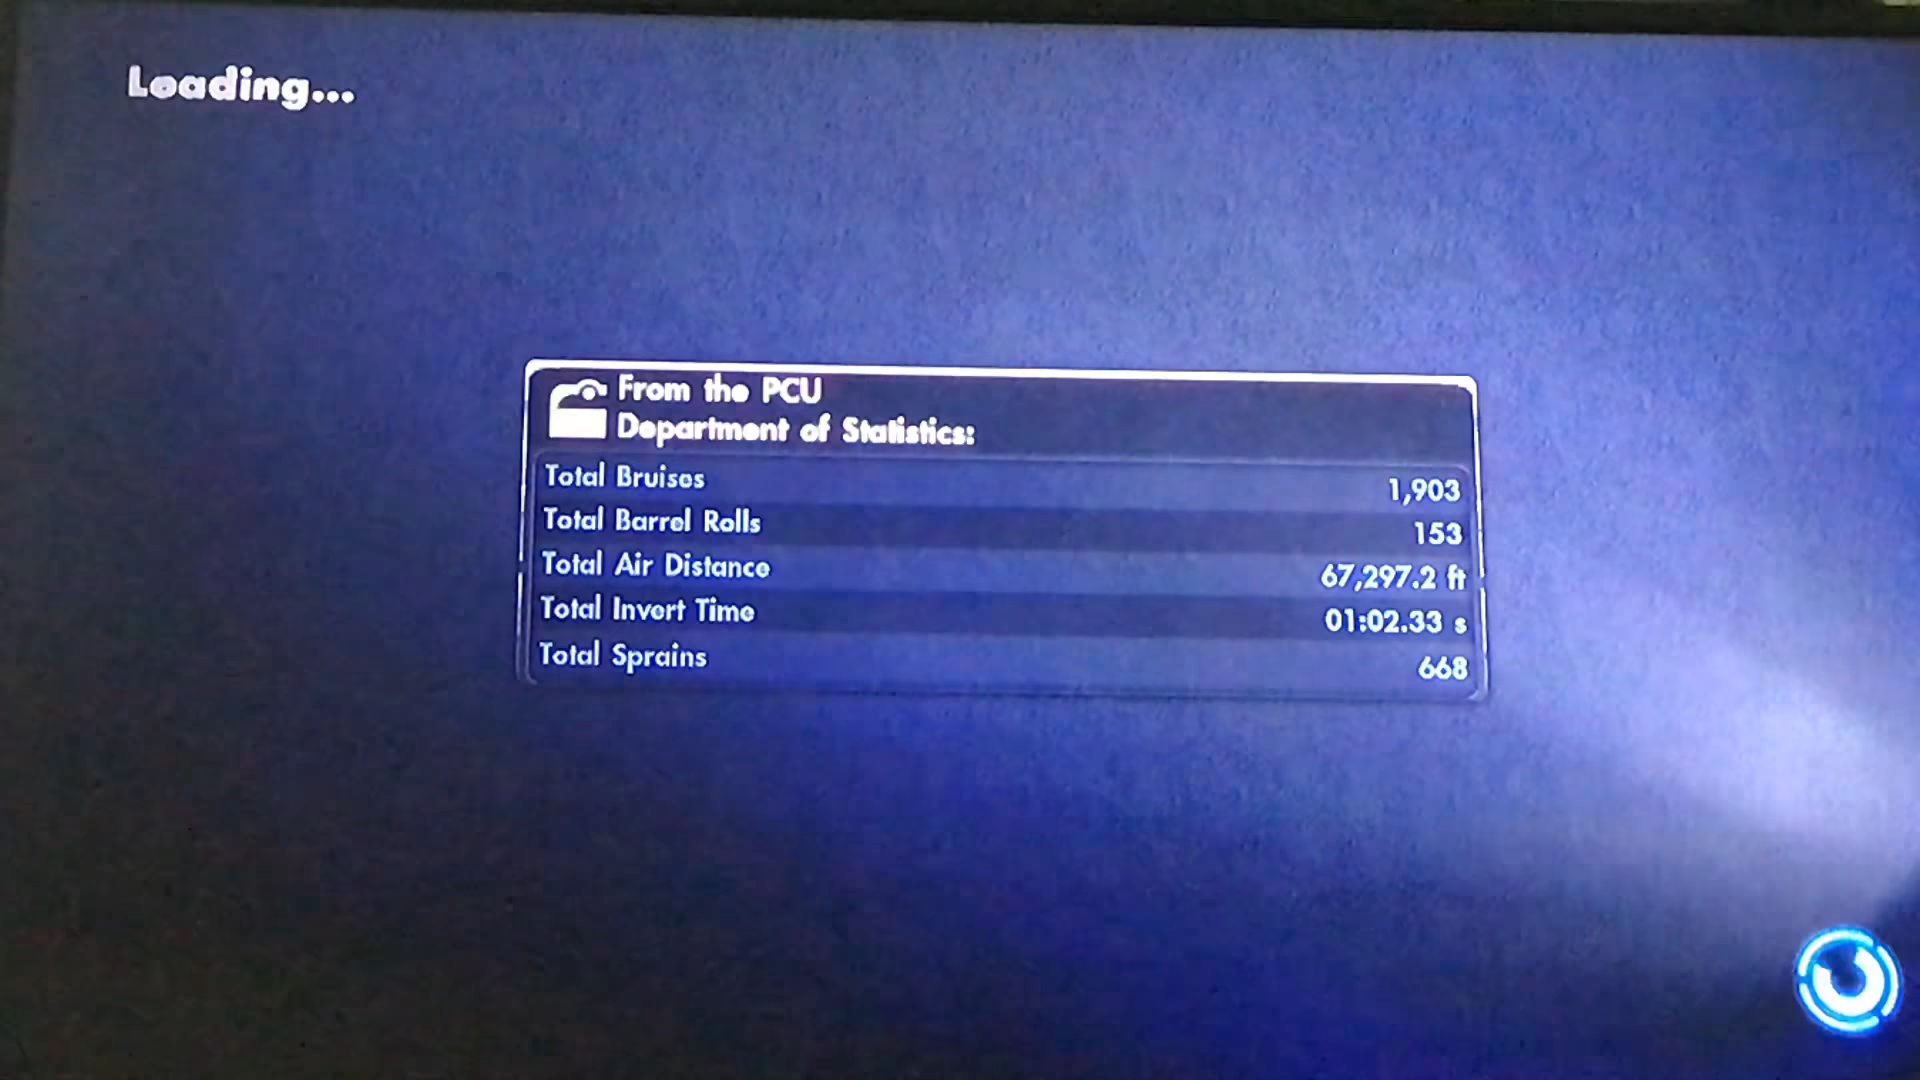 Loading...
From the PCU
Department of Statistics:
Total Bruises 1,903
Total Barrel Rolls 153
Total Air Distance 67,297.2 ft
Total Invert Time 01:02.33 s
Total Sprains 668